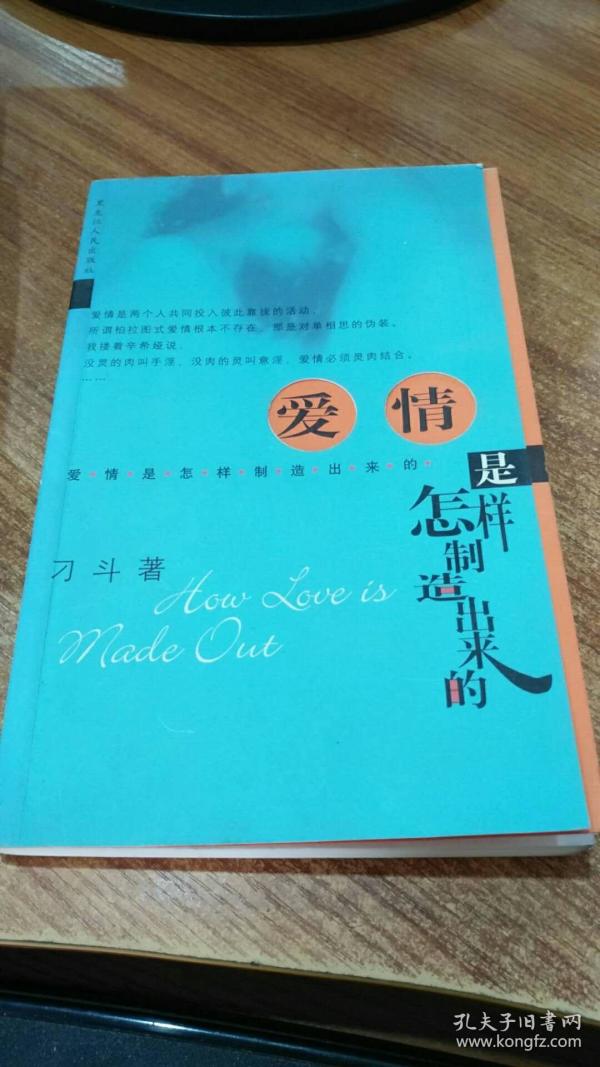 黑龙江人民出版社
爱情是两个人共同投入彼此靠拢的活动，
所谓柏拉图式爱情根本不存在，那是对单相思的伪装。
我搂着辛希娅说，
没灵的肉叫手淫，没肉的灵叫意淫，爱情必须灵肉结合。
……
爱情
是怎样制造出来的
爱·情·是·怎·样·制·造·出·来·的·
刁斗著
How Love is
Made Out
孔夫子旧书网
www.kongfz.com